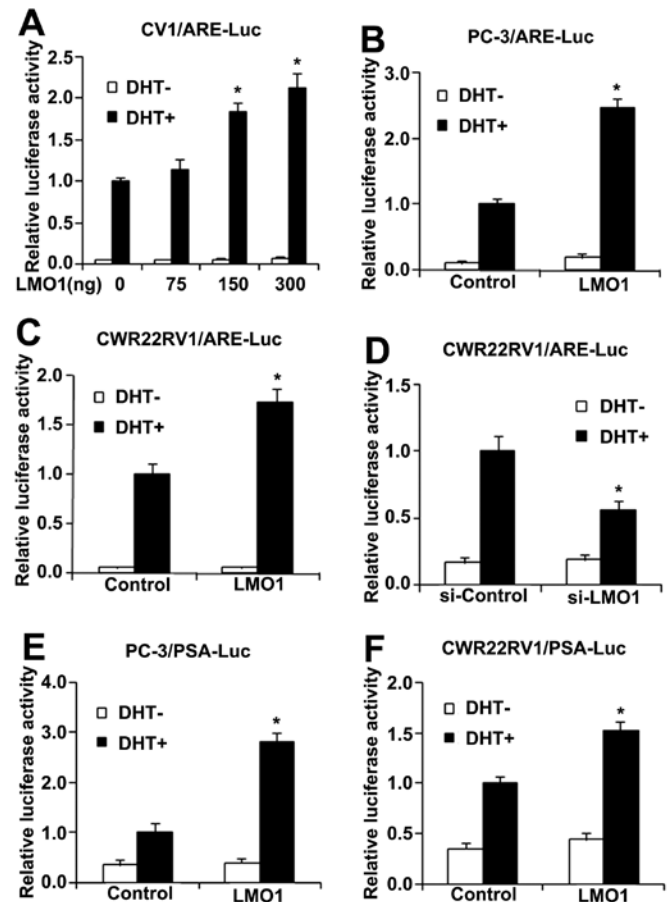 A
CV1/ARE-Luc
Relative luciferase activity
2.5
2.0
1.5
1.0
0.5
0.0
DHT-
DHT+
*
*
LMO1(ng) 0 75 150 300
B
PC-3/ARE-Luc
Relative luciferase activity
3.0
2.0
1.0
0.0
DHT-
DHT+
*
Control LMO1
C
CWR22RV1/ARE-Luc
Relative luciferase activity
2.0
1.5
1.0
0.5
0.0
DHT-
DHT+
*
Control LMO1
D
CWR22RV1/ARE-Luc
Relative luciferase activity
1.5
1.0
0.5
0.0
DHT-
DHT+
*
si-Control si-LMO1
E
PC-3/PSA-Luc
Relative luciferase activity
4.0
3.0
2.0
1.0
0.0
DHT-
DHT+
*
Control LMO1
F
CWR22RV1/PSA-Luc
Relative luciferase activity
2.0
1.5
1.0
0.5
0.0
DHT-
DHT+
*
Control LMO1